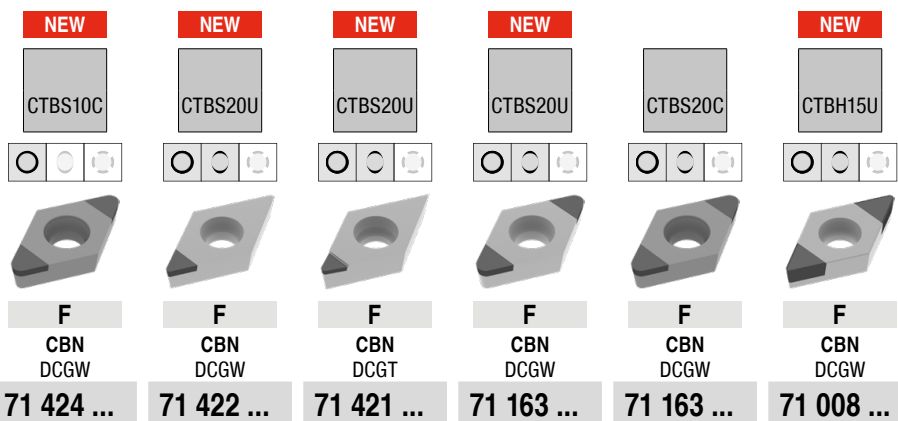 NEW NEW NEW NEW NEW
CTBS10C CTBS20U CTBS20U CTBS20U CTBS20C CTBH15U
F F F F F F
CBN CBN CBN CBN CBN CBN
DCGW DCGW DCGT DCGW DCGW DCGW
71 424 ... 71 422 ... 71 421 ... 71 163 ... 71 163 ... 71 008 ...